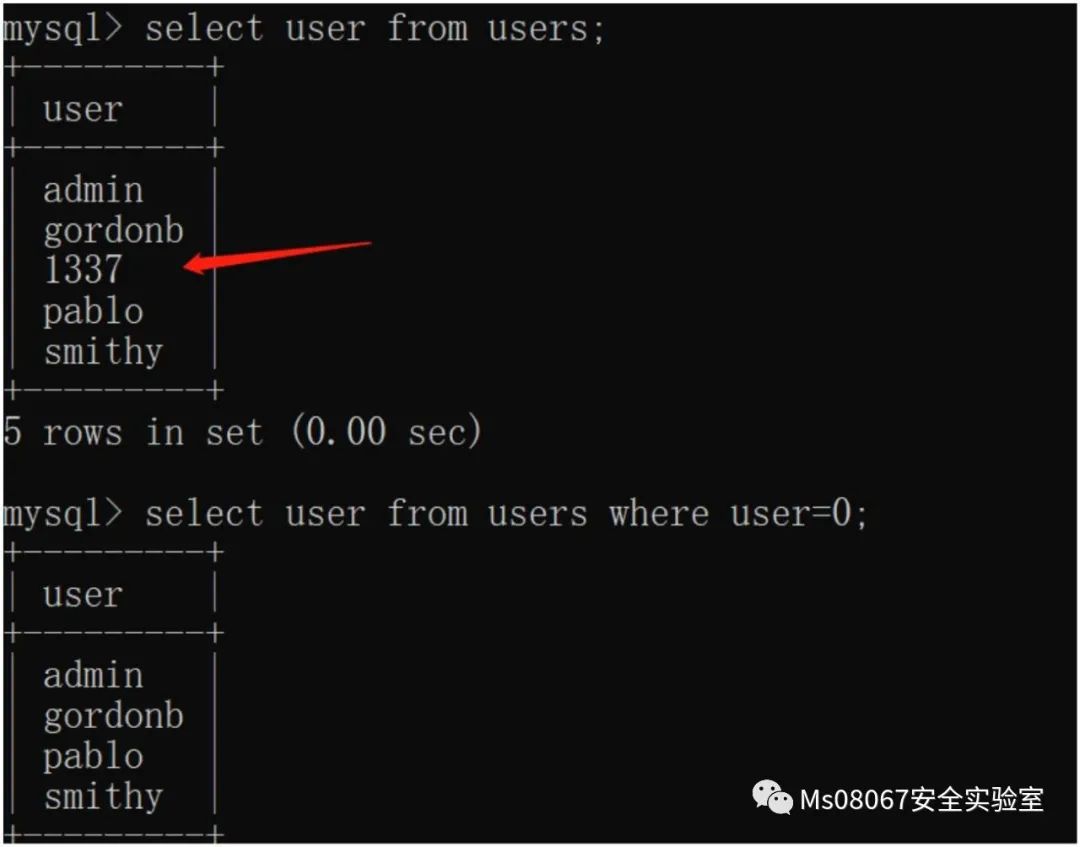 mysql> select user from users;
+---------+
| user    |
+---------+
| admin   |
| gordonb |
| 1337    |
| pablo   |
| smithy  |
+---------+
5 rows in set (0.00 sec)
mysql> select user from users where user=0;
+---------+
| user    |
+---------+
| admin   |
| gordonb |
| pablo   |
| smithy  |
+---------+
Ms08067安全实验室